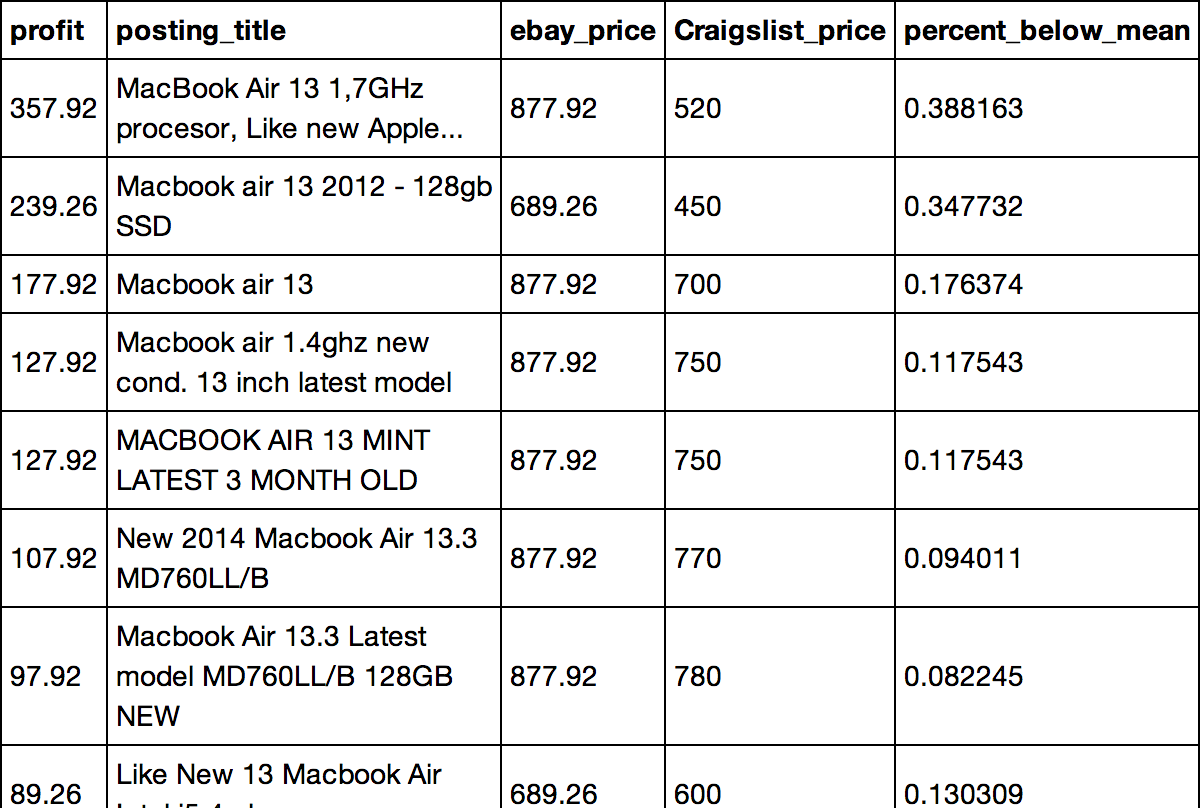 profit posting_title ebay_price Craigslist_price percent_below_mean
357.92 MacBook Air 13 1,7GHz procesor, Like new Apple... 877.92 520 0.388163
239.26 Macbook air 13 2012 - 128gb SSD 689.26 450 0.347732
177.92 Macbook air 13 877.92 700 0.176374
127.92 Macbook air 1.4ghz new cond. 13 inch latest model 877.92 750 0.117543
127.92 MACBOOK AIR 13 MINT LATEST 3 MONTH OLD 877.92 750 0.117543
107.92 New 2014 Macbook Air 13.3 MD760LL/B 877.92 770 0.094011
97.92 Macbook Air 13.3 Latest model MD760LL/B 128GB NEW 877.92 780 0.082245
89.26 Like New 13 Macbook Air 689.26 600 0.130309